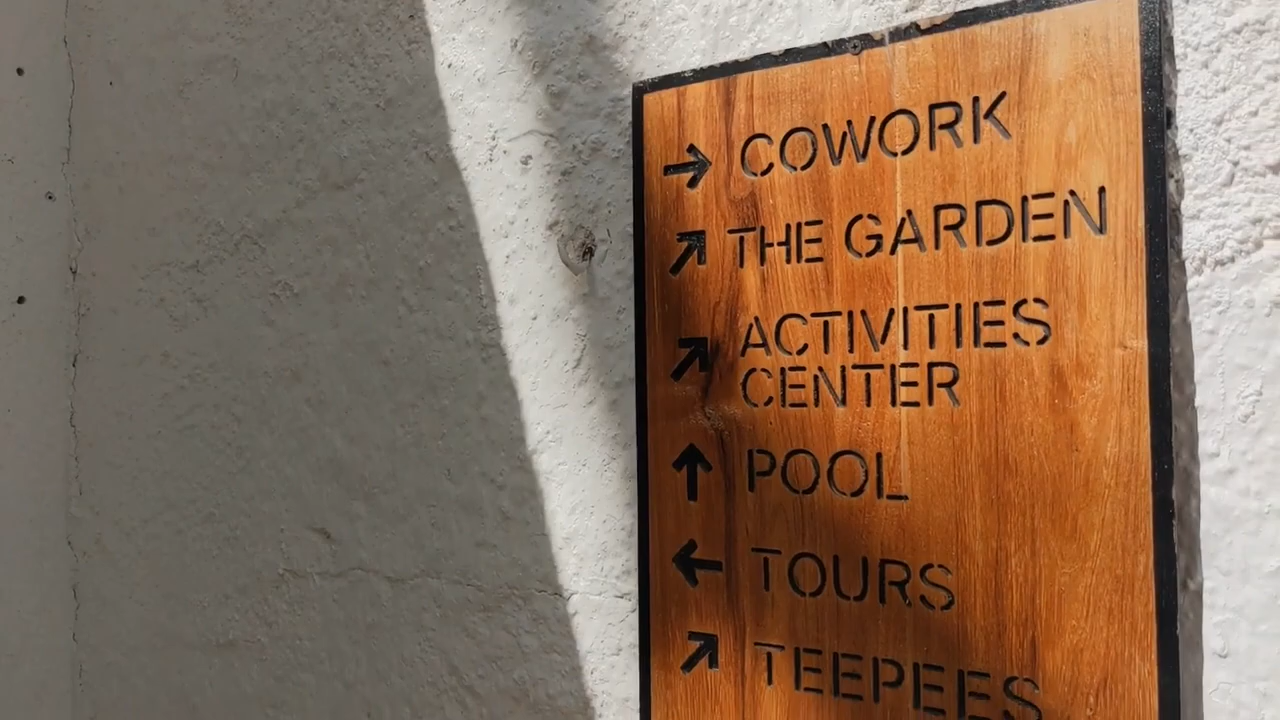 → COWORK
↗ THE GARDEN
↗ ACTIVITIES
CENTER
↑ POOL
← TOURS
↗ TEEPEES